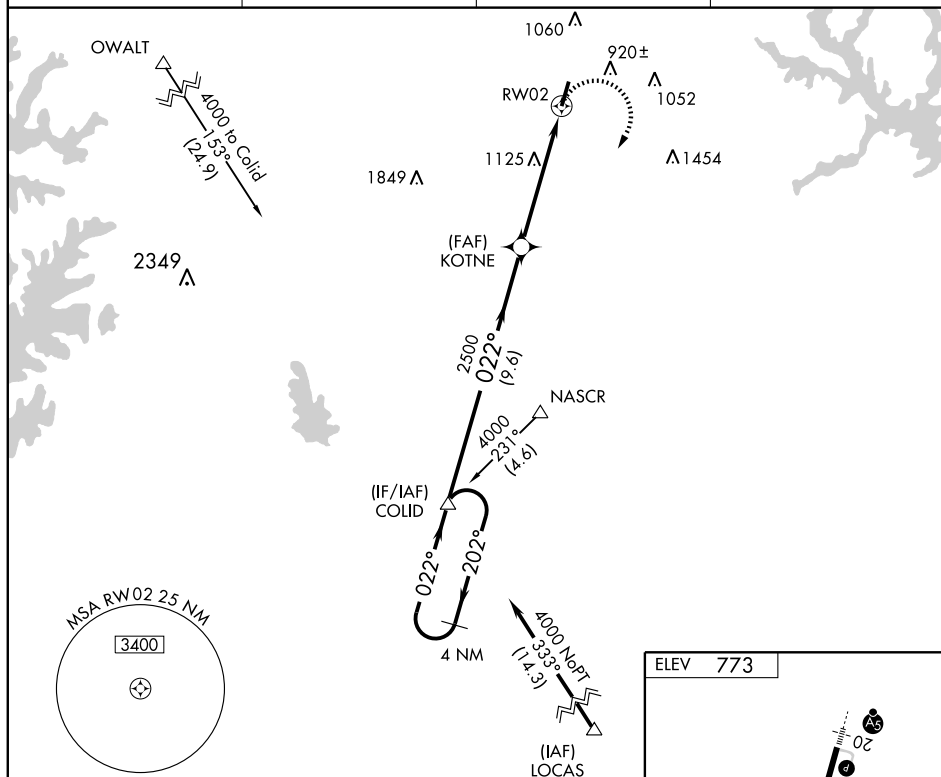 1060
OWALT
920±
RW02
1052
4000 to Colid
153°
(24.9)
1125
1454
1849
(FAF)
KOTNE
2349
2500
022°
(9.6)
NASCR
4000
231°
(4.6)
(IF/IAF)
COLID
022°
202°
MSA RW02 25 NM
3400
4 NM
4000 NoPT
333°
(14.3)
(IAF)
LOCAS
ELEV 773
A5
20
P